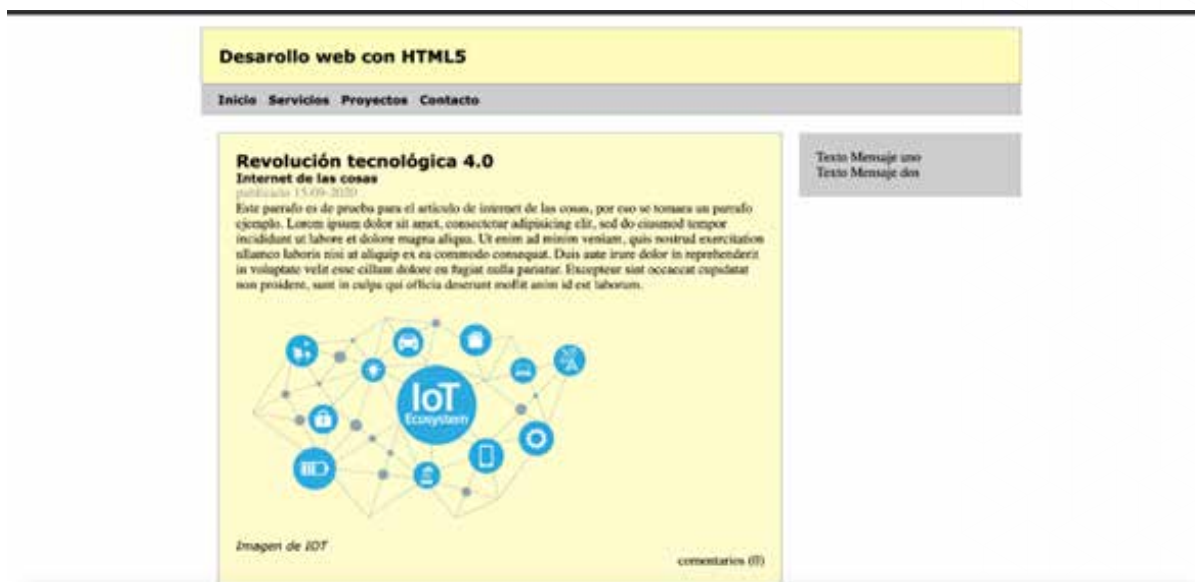 Desarollo web con HTML5
Inicio Servicios Proyectos Contacto
Revolución tecnológica 4.0
Internet de las cosas
publicado 15-09-2020
Este parrafo es de prueba para el articulo de internet de las cosas, por eso se tomara un parrafo
ejemplo. Lorem ipsum dolor sit amet, consectetur adipisicing elit, sed do eiusmod tempor
incididunt ut labore et dolore magna aliqua. Ut enim ad minim veniam, quis nostrud exercitation
ullamco laboris nisi ut aliquip ex ea commodo consequat. Duis aute irure dolor in reprehenderit
in voluptate velit esse cillum dolore eu fugiat nulla pariatur. Excepteur sint occaecat cupidatat
non proident, sunt in culpa qui officia deserunt mollit anim id est laborum.
IoT
Ecosystem
Imagen de IOT
comentarios (0)
Texto Mensaje uno
Texto Mensaje dos